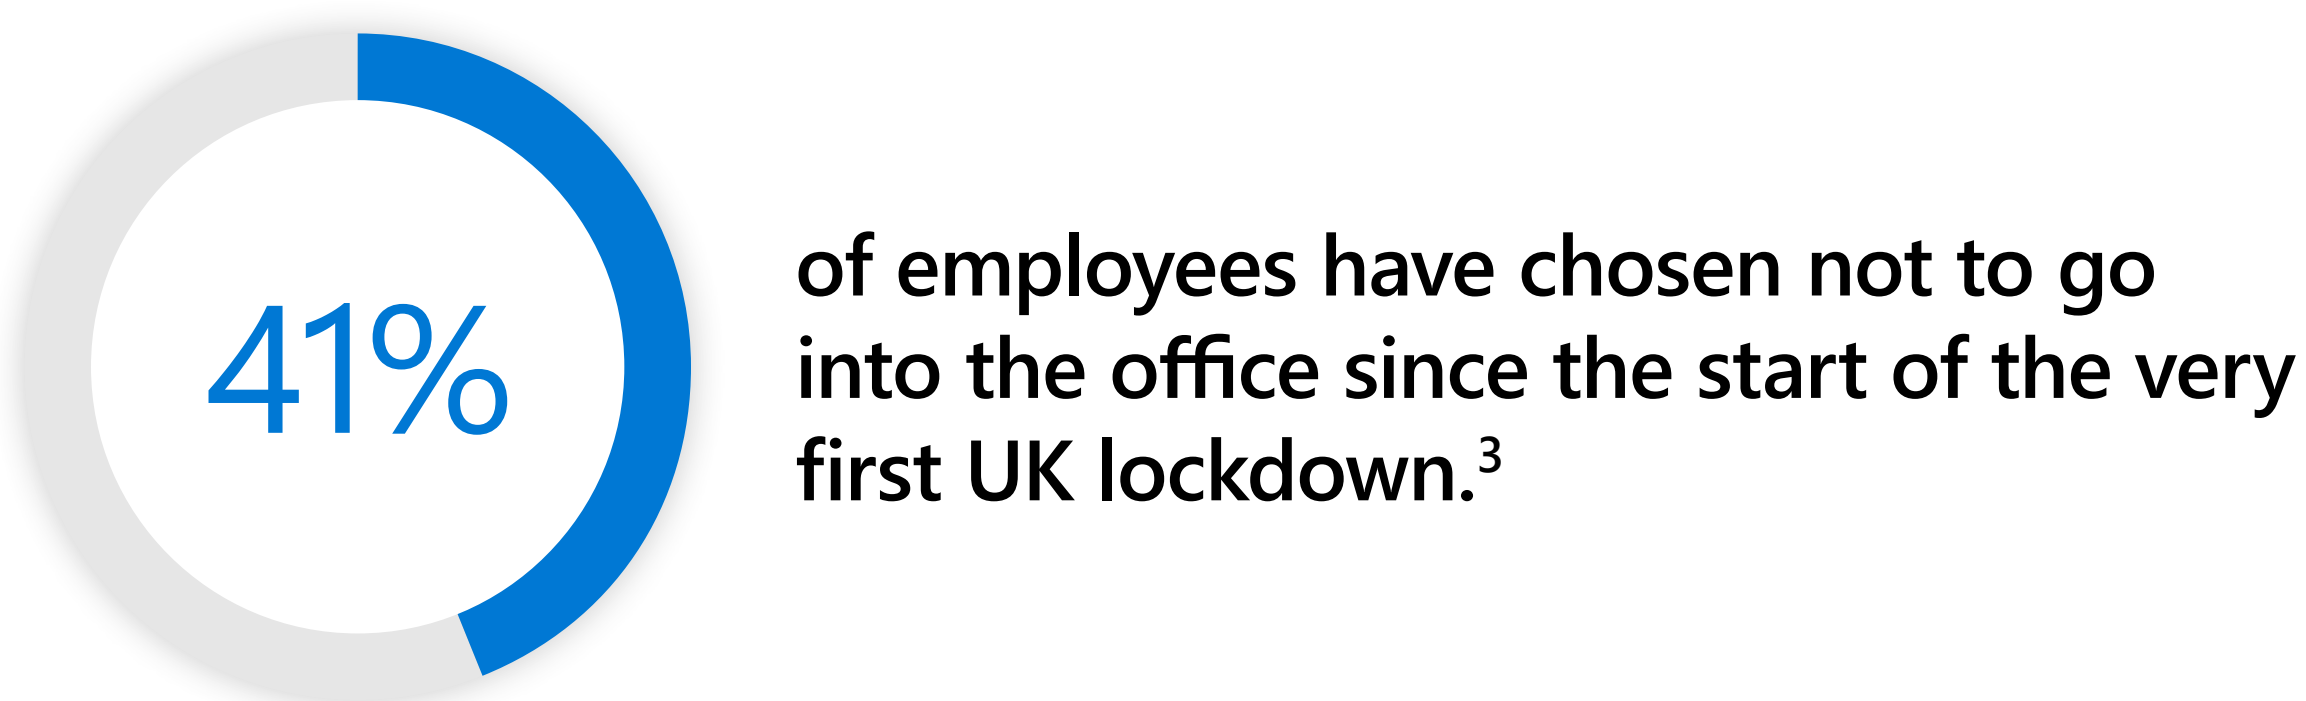 41%
of employees have chosen not to go
into the office since the start of the very
first UK lockdown.³